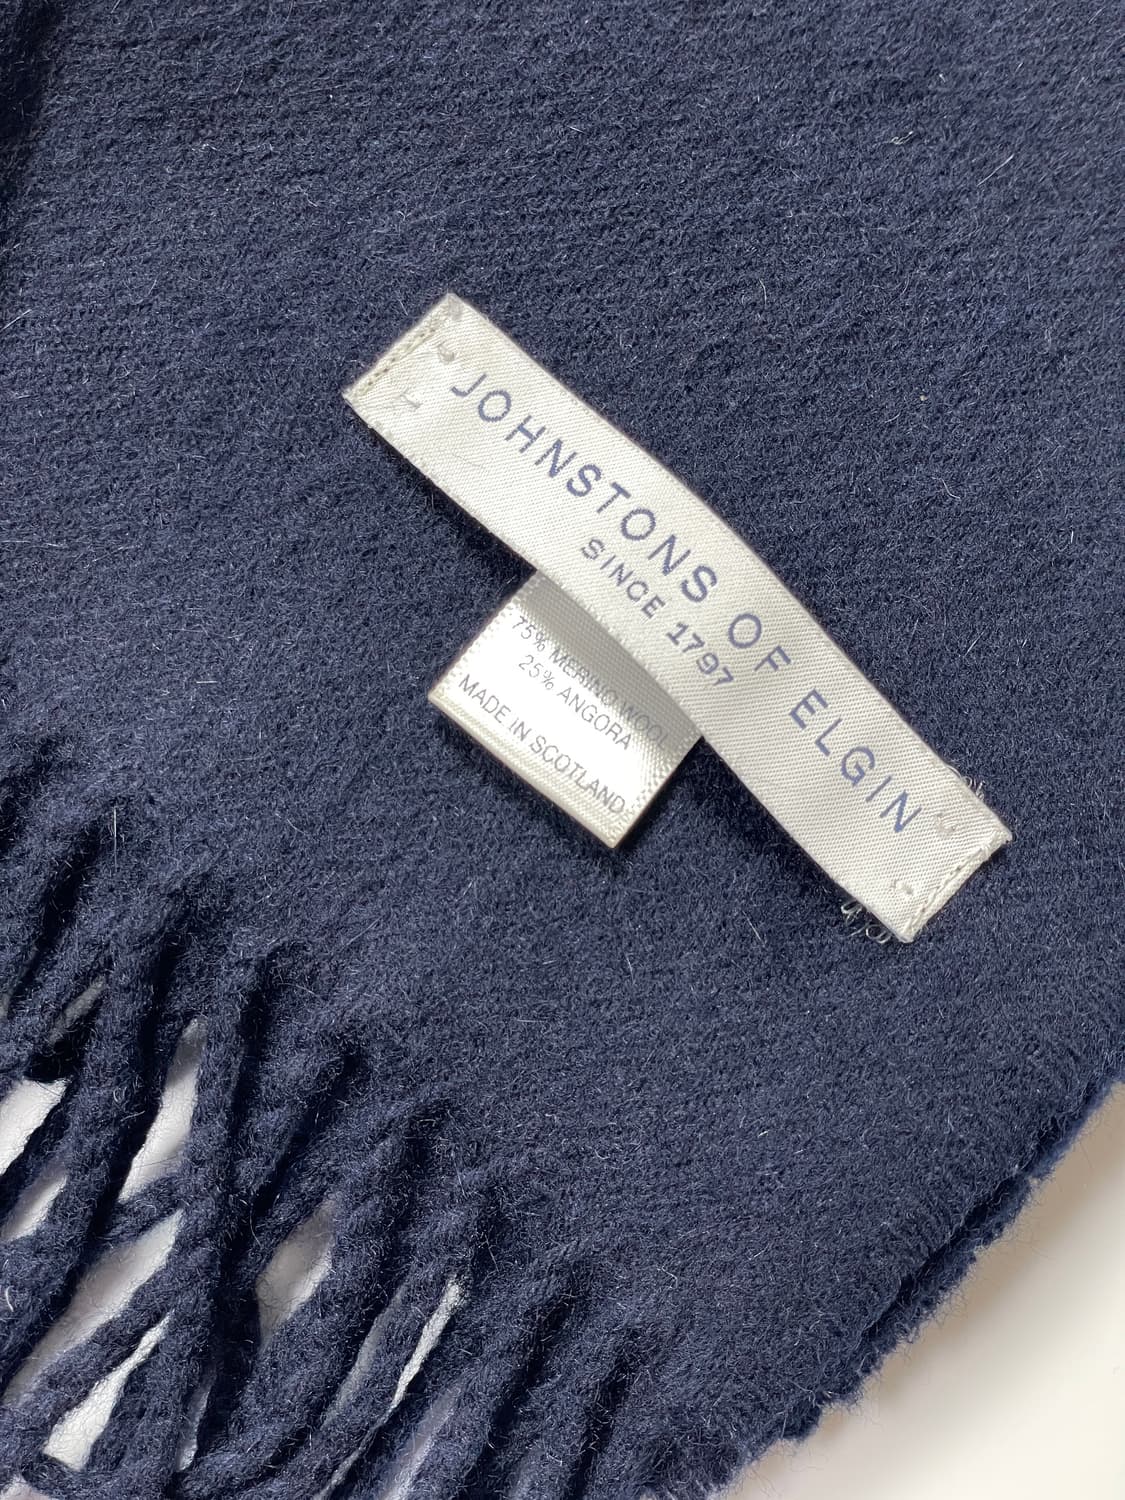 JOHNSTONS OF ELGIN
SINCE 1797
75% MERINO WOOL
25% ANGORA
MADE IN SCOTLAND